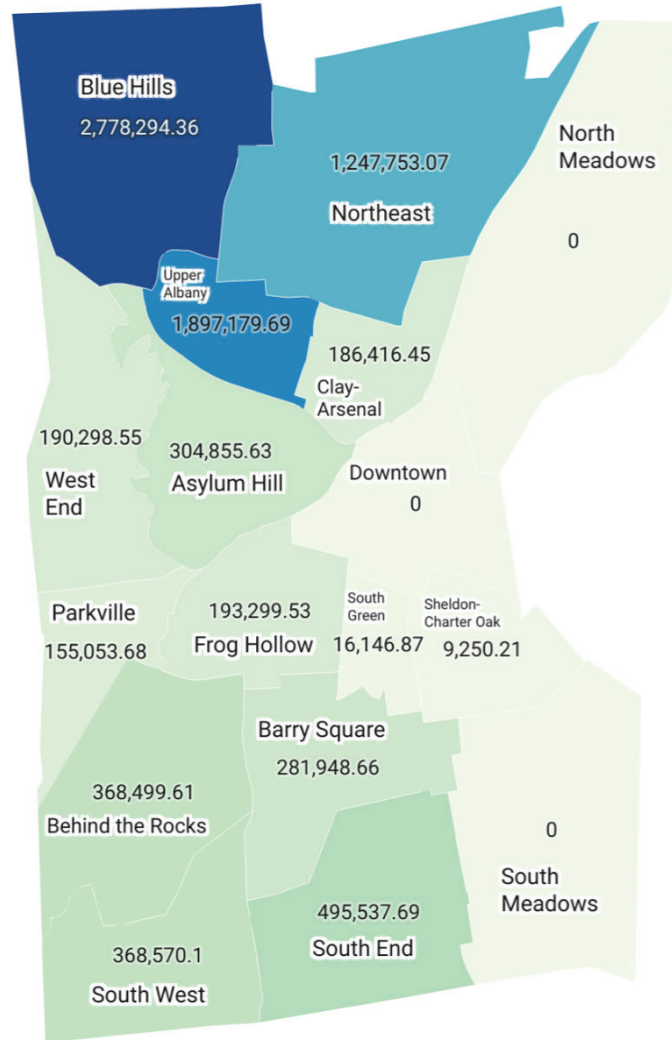 Blue Hills
2,778,294.36
1,247,753.07
Northeast
North
Meadows
0
Upper
Albany
1,897,179.69
186,416.45
Clay-
Arsenal
190,298.55
West
End
304,855.63
Asylum Hill
Downtown
0
Parkville
155,053.68
193,299.53
Frog Hollow
South
Green
16,146.87
Sheldon-
Charter Oak
9,250.21
Barry Square
281,948.66
368,499.61
Behind the Rocks
0
South
Meadows
495,537.69
South End
368,570.1
South West